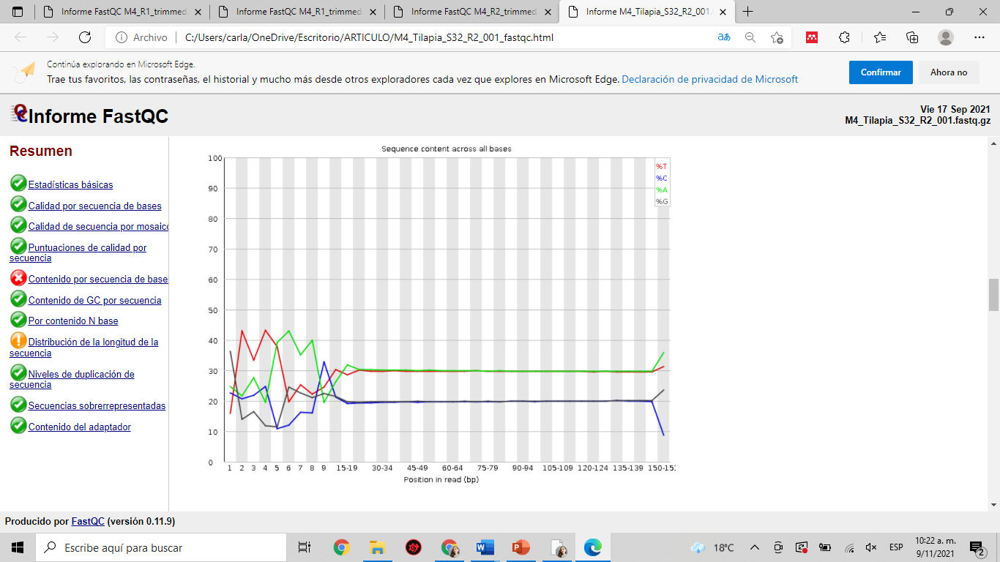 Informe FastQC M4_R1_trimmed
Informe FastQC M4_R1_trimmed
Informe FastQC M4_R2_trimmed
Informe M4_Tilapia_S32_R2_001.
Archivo
C:/Users/carla/OneDrive/Escritorio/ARTICULO/M4_Tilapia_S32_R2_001_fastqc.html
aあ
Continúa explorando en Microsoft Edge.
Trae tus favoritos, las contraseñas, el historial y mucho más desde otros exploradores cada vez que explores en Microsoft Edge. Declaración de privacidad de Microsoft
Confirmar
Ahora no
Informe FastQC
Vie 17 Sep 2021
M4_Tilapia_S32_R2_001.fastq.gz
Resumen
Estadísticas básicas
Calidad por secuencia de bases
Calidad de secuencia por mosaico
Puntuaciones de calidad por
secuencia
Contenido por secuencia de base
Contenido de GC por secuencia
Por contenido N base
Distribución de la longitud de la
secuencia
Niveles de duplicación de
secuencia
Secuencias sobrerrepresentadas
Contenido del adaptador
Sequence content across all bases
%T
%C
%A
%G
100
90
80
70
60
50
40
30
20
10
0
1 2 3 4 5 6 7 8 9 15-19 30-34 45-49 60-64 75-79 90-94 105-109 120-124 135-139 150-151
Position in read (bp)
Producido por FastQC (versión 0.11.9)
Escribe aquí para buscar
18°C
ESP
10:22 a. m.
9/11/2021
2